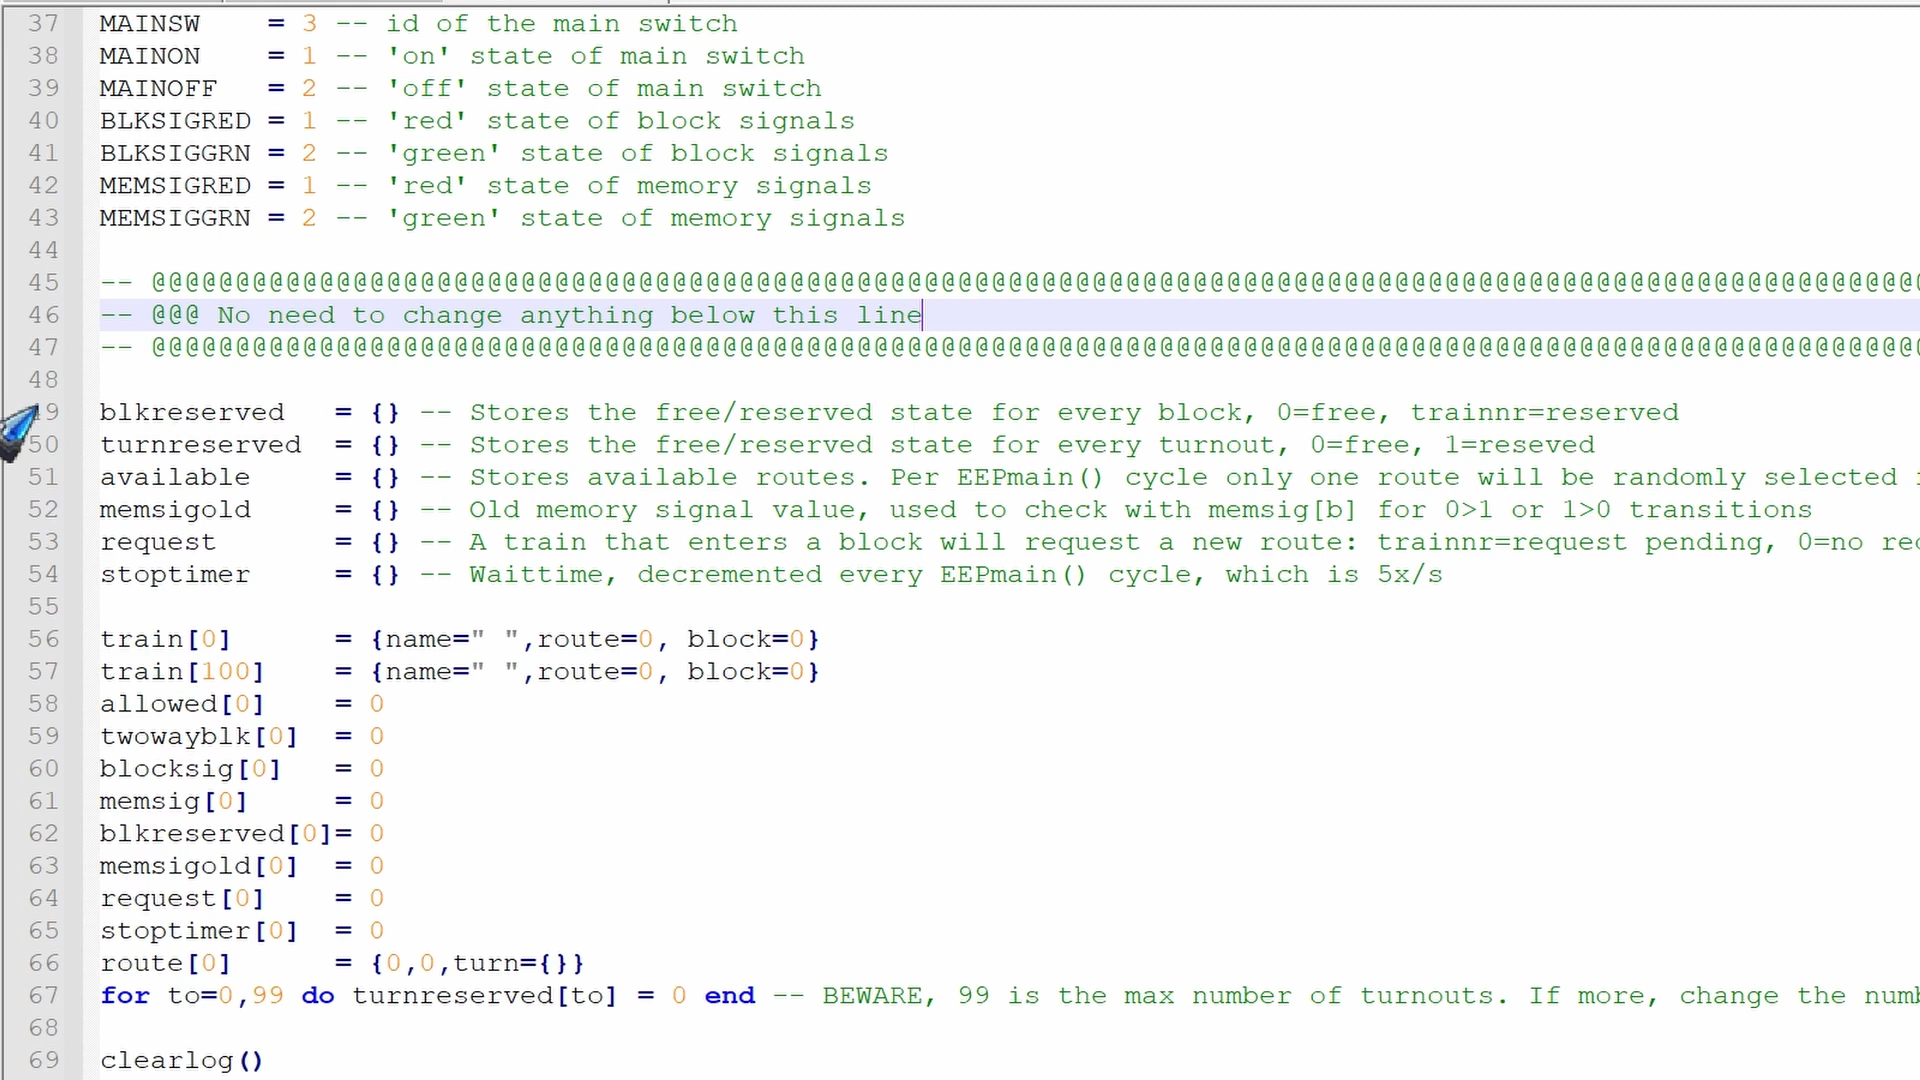 37 MAINSW    = 3 -- id of the main switch
38 MAINON    = 1 -- 'on' state of main switch
39 MAINOFF   = 2 -- 'off' state of main switch
40 BLKSIGRED = 1 -- 'red' state of block signals
41 BLKSIGGRN = 2 -- 'green' state of block signals
42 MEMSIGRED = 1 -- 'red' state of memory signals
43 MEMSIGGRN = 2 -- 'green' state of memory signals
44
45 -- @@@@@@@@@@@@@@@@@@@@@@@@@@@@@@@@@@@@@@@@@@@@@@@@@@@@@@@@@@@@@@@@@@@@@@@@@@@@@@@@@@@@@@@@@@@@@@@@@@@@@@@@@
46 -- @@@ No need to change anything below this line
47 -- @@@@@@@@@@@@@@@@@@@@@@@@@@@@@@@@@@@@@@@@@@@@@@@@@@@@@@@@@@@@@@@@@@@@@@@@@@@@@@@@@@@@@@@@@@@@@@@@@@@@@@@@@
48
49 blkreserved   = {} -- Stores the free/reserved state for every block, 0=free, trainnr=reserved
50 turnreserved  = {} -- Stores the free/reserved state for every turnout, 0=free, 1=reseved
51 available     = {} -- Stores available routes. Per EEPmain() cycle only one route will be randomly selected
52 memsigold     = {} -- Old memory signal value, used to check with memsig[b] for 0>1 or 1>0 transitions
53 request       = {} -- A train that enters a block will request a new route: trainnr=request pending, 0=no
54 stoptimer     = {} -- Waittime, decremented every EEPmain() cycle, which is 5x/s
55
56 train[0]      = {name=" ",route=0, block=0}
57 train[100]    = {name=" ",route=0, block=0}
58 allowed[0]    = 0
59 twowayblk[0]  = 0
60 blocksig[0]   = 0
61 memsig[0]     = 0
62 blkreserved[0]= 0
63 memsigold[0]  = 0
64 request[0]    = 0
65 stoptimer[0]  = 0
66 route[0]      = {0,0,turn={}}
67 for to=0,99 do turnreserved[to] = 0 end -- BEWARE, 99 is the max number of turnouts. If more, change the
68
69 clearlog()